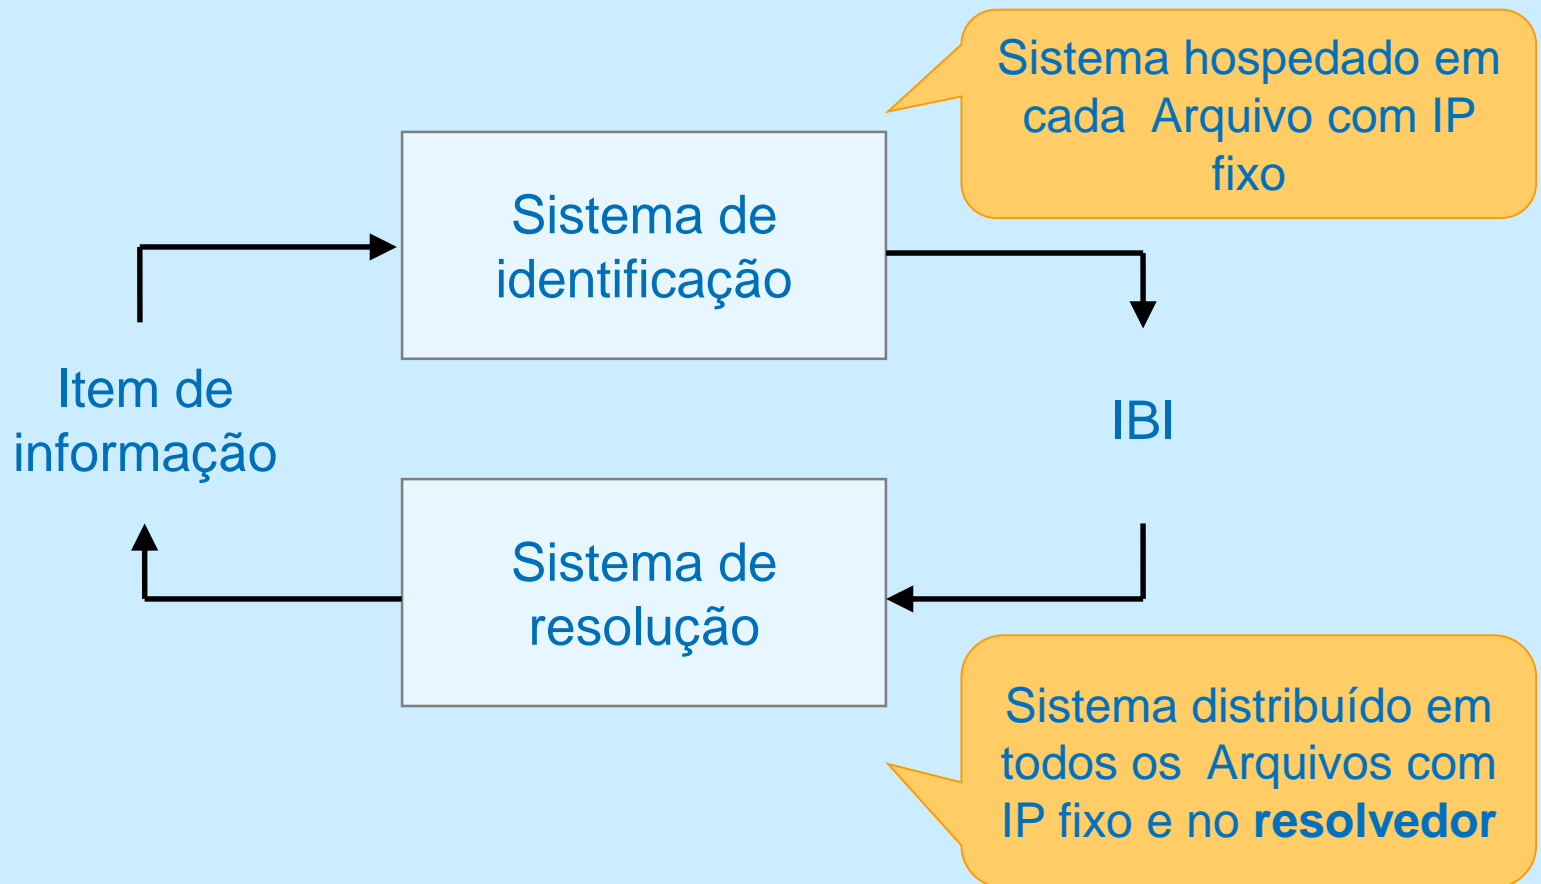 Sistema hospedado em
cada  Arquivo com IP
fixo
Sistema de
identificação
Item de
informação
IBI
Sistema de
resolução
Sistema distribuído em
todos os  Arquivos com
IP fixo e no resolvedor